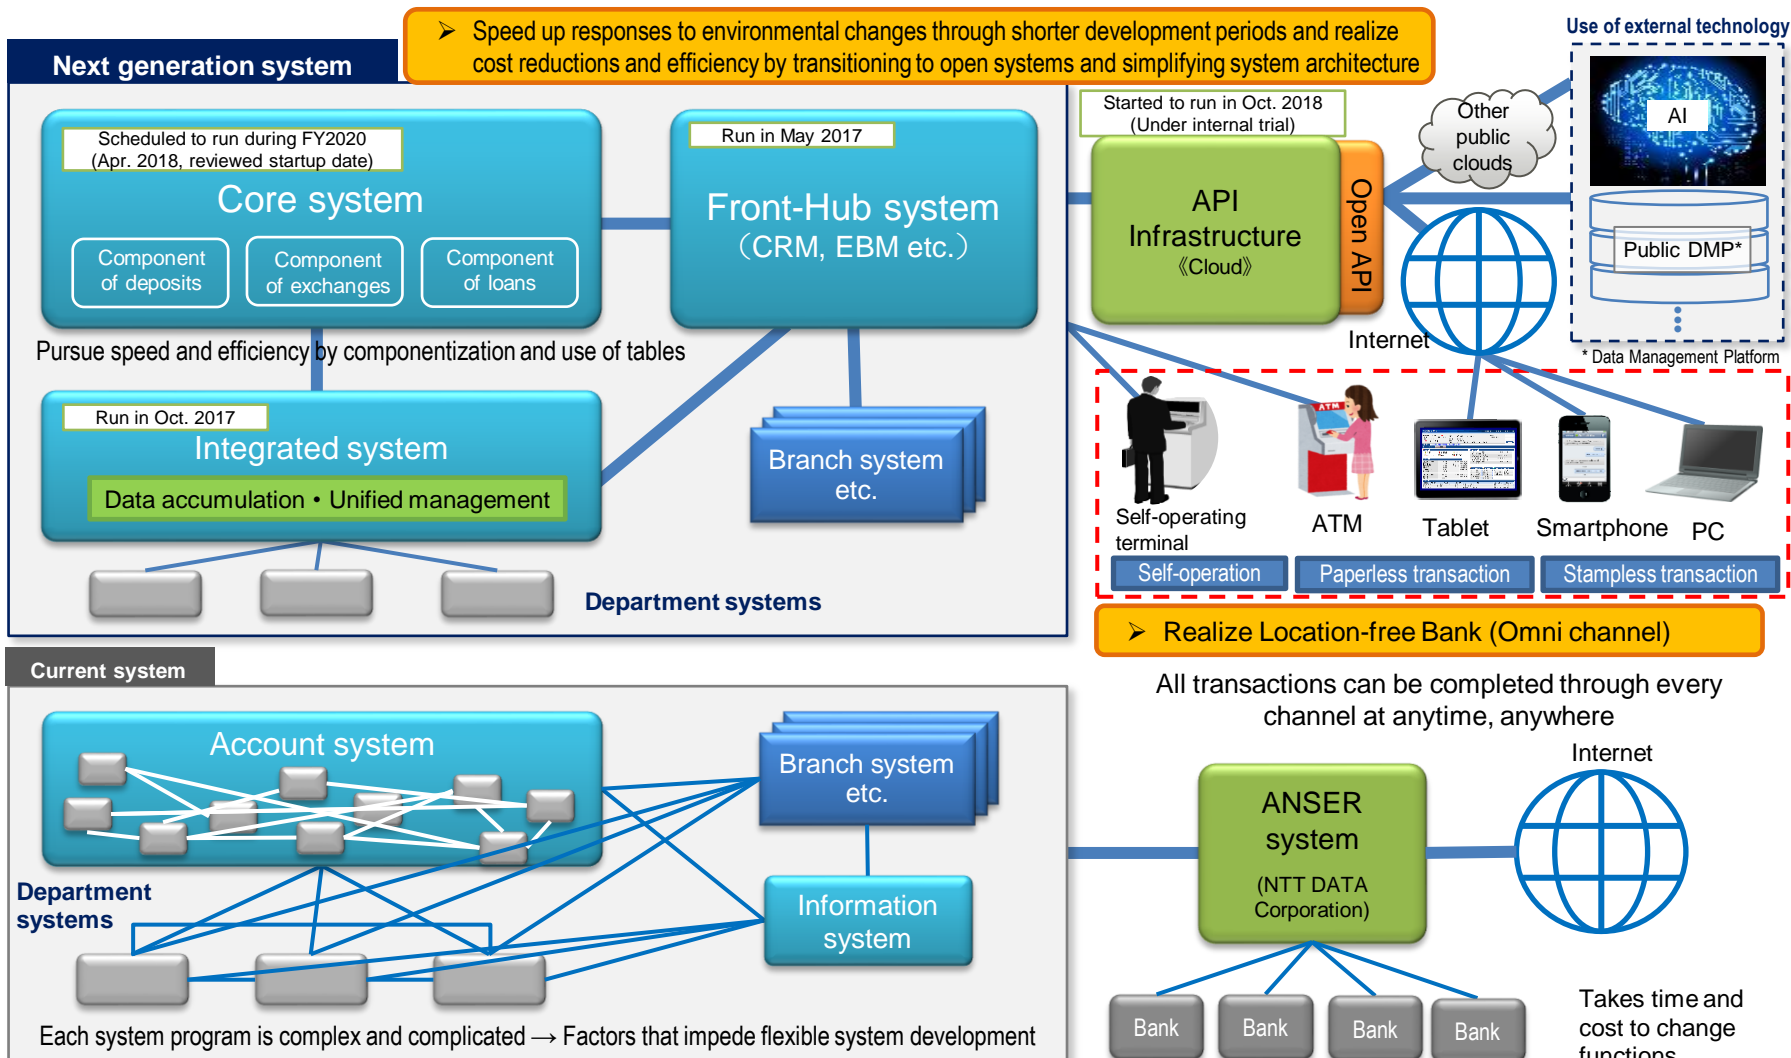 ➢ Speed up responses to environmental changes through shorter development periods and realize
cost reductions and efficiency by transitioning to open systems and simplifying system architecture
Use of external technology
Next generation system
Scheduled to run during FY2020
(Apr. 2018, reviewed startup date)
Core system
Component
of deposits
Component
of exchanges
Component
of loans
Run in May 2017
Front-Hub system
（CRM, EBM etc.）
Started to run in Oct. 2018
(Under internal trial)
API
Infrastructure
《Cloud》
Open API
Other
public
clouds
AI
Public DMP*
* Data Management Platform
Internet
Pursue speed and efficiency by componentization and use of tables
Run in Oct. 2017
Integrated system
Data accumulation・Unified management
Branch system
etc.
Department systems
ATM
Self-operating
terminal
ATM
Tablet
Smartphone
PC
Self-operation
Paperless transaction
Stampless transaction
➢ Realize Location-free Bank (Omni channel)
All transactions can be completed through every
channel at anytime, anywhere
Current system
Account system
Branch system
etc.
Department
systems
Information
system
Each system program is complex and complicated → Factors that impede flexible system development
ANSER
system
(NTT DATA
Corporation)
Internet
Bank
Bank
Bank
Bank
Takes time and
cost to change
functions